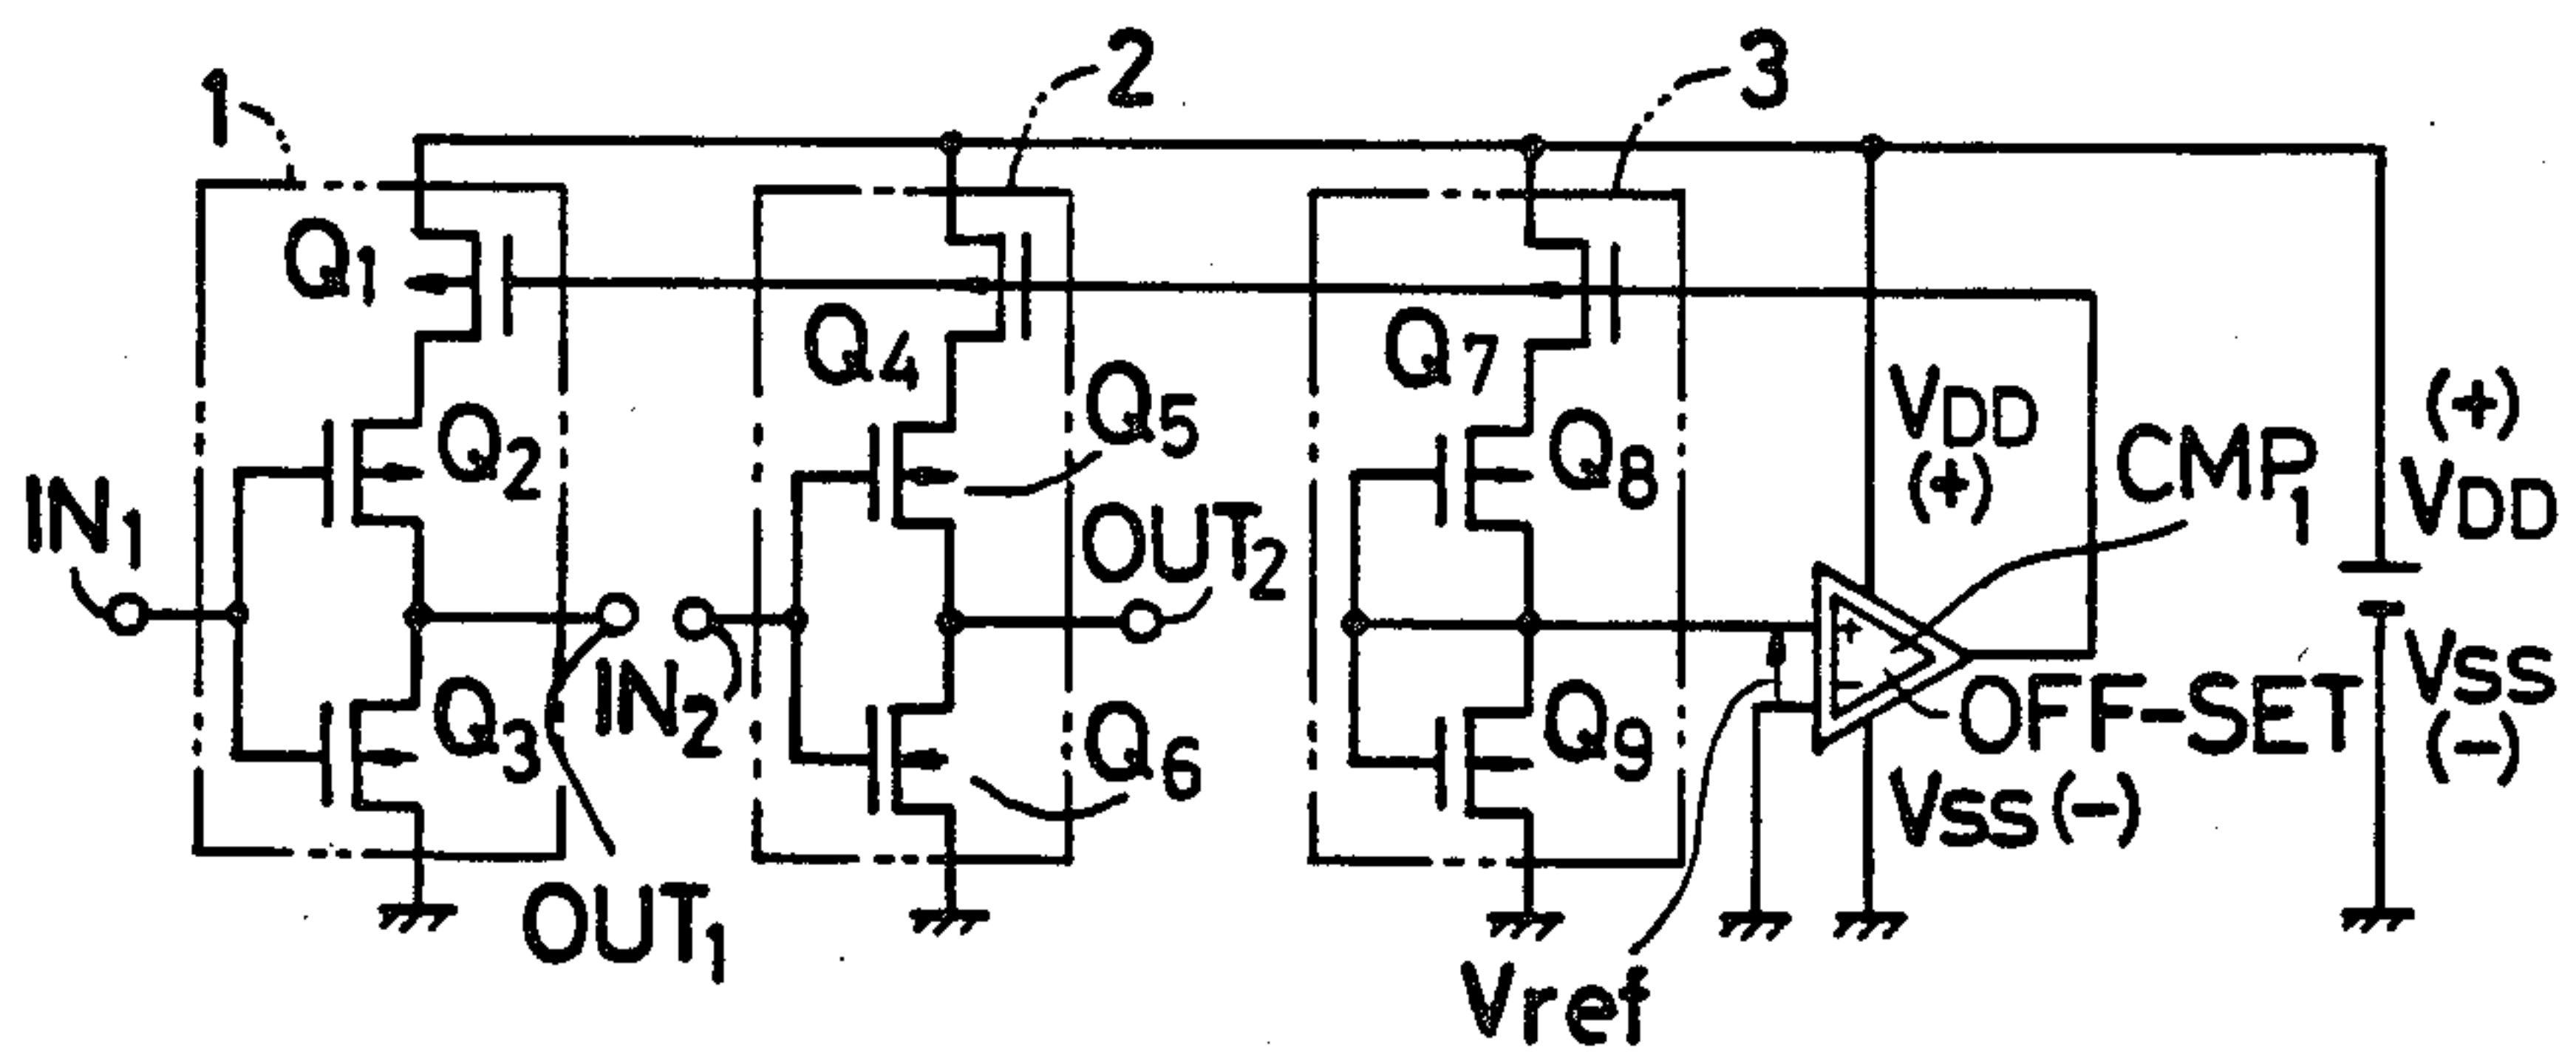 1
2
3
Q1
Q2
Q3
IN1
OUT1
Q4
Q5
Q6
IN2
OUT2
Q7
Q8
Q9
VDD
(+)
CMP1
OFF-SET
VSS (-)
Vref
(+)
VDD
VSS
(-)
+
-